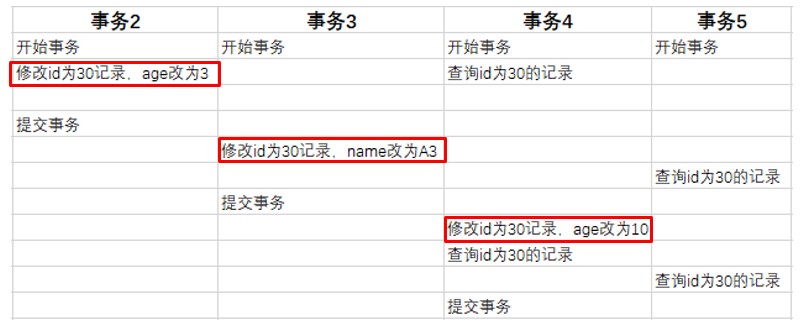 事务2 事务3 事务4 事务5
开始事务 开始事务 开始事务 开始事务
修改id为30记录，age改为3 查询id为30的记录
提交事务
修改id为30记录，name改为A3
查询id为30的记录
提交事务
修改id为30记录，age改为10
查询id为30的记录
查询id为30的记录
提交事务